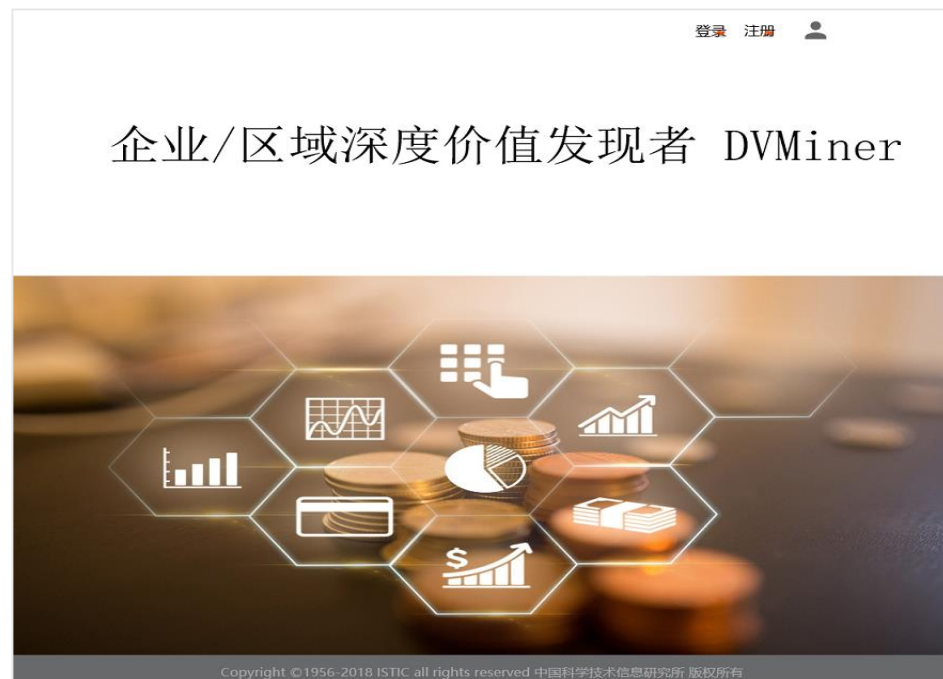 登录 注册
企业/区域深度价值发现者 DVMiner
$
Copyright ©1956-2018 ISTIC all rights reserved 中国科学技术信息研究所 版权所有